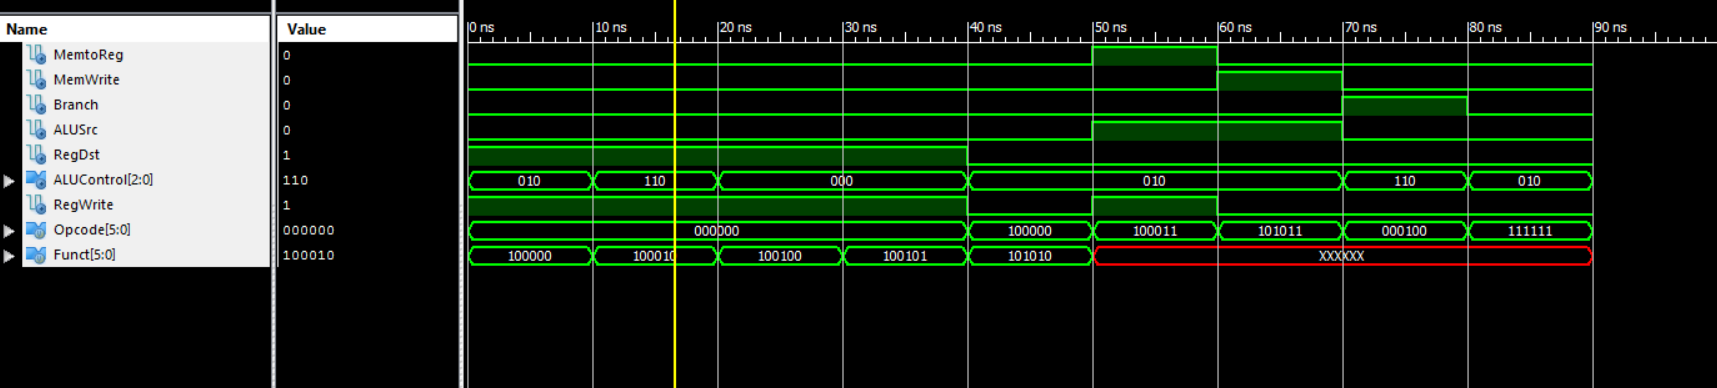 Name Value 0 ns 10 ns 20 ns 30 ns 40 ns 50 ns 60 ns 70 ns 80 ns 90 ns
MemtoReg 0
MemWrite 0
Branch 0
ALUSrc 0
RegDst 1
ALUControl[2:0] 110 010 110 000 010 110 010
RegWrite 1
Opcode[5:0] 000000 000000 100000 100011 101011 000100 111111
Funct[5:0] 100010 100000 100010 100100 100101 101010 XXXXXX